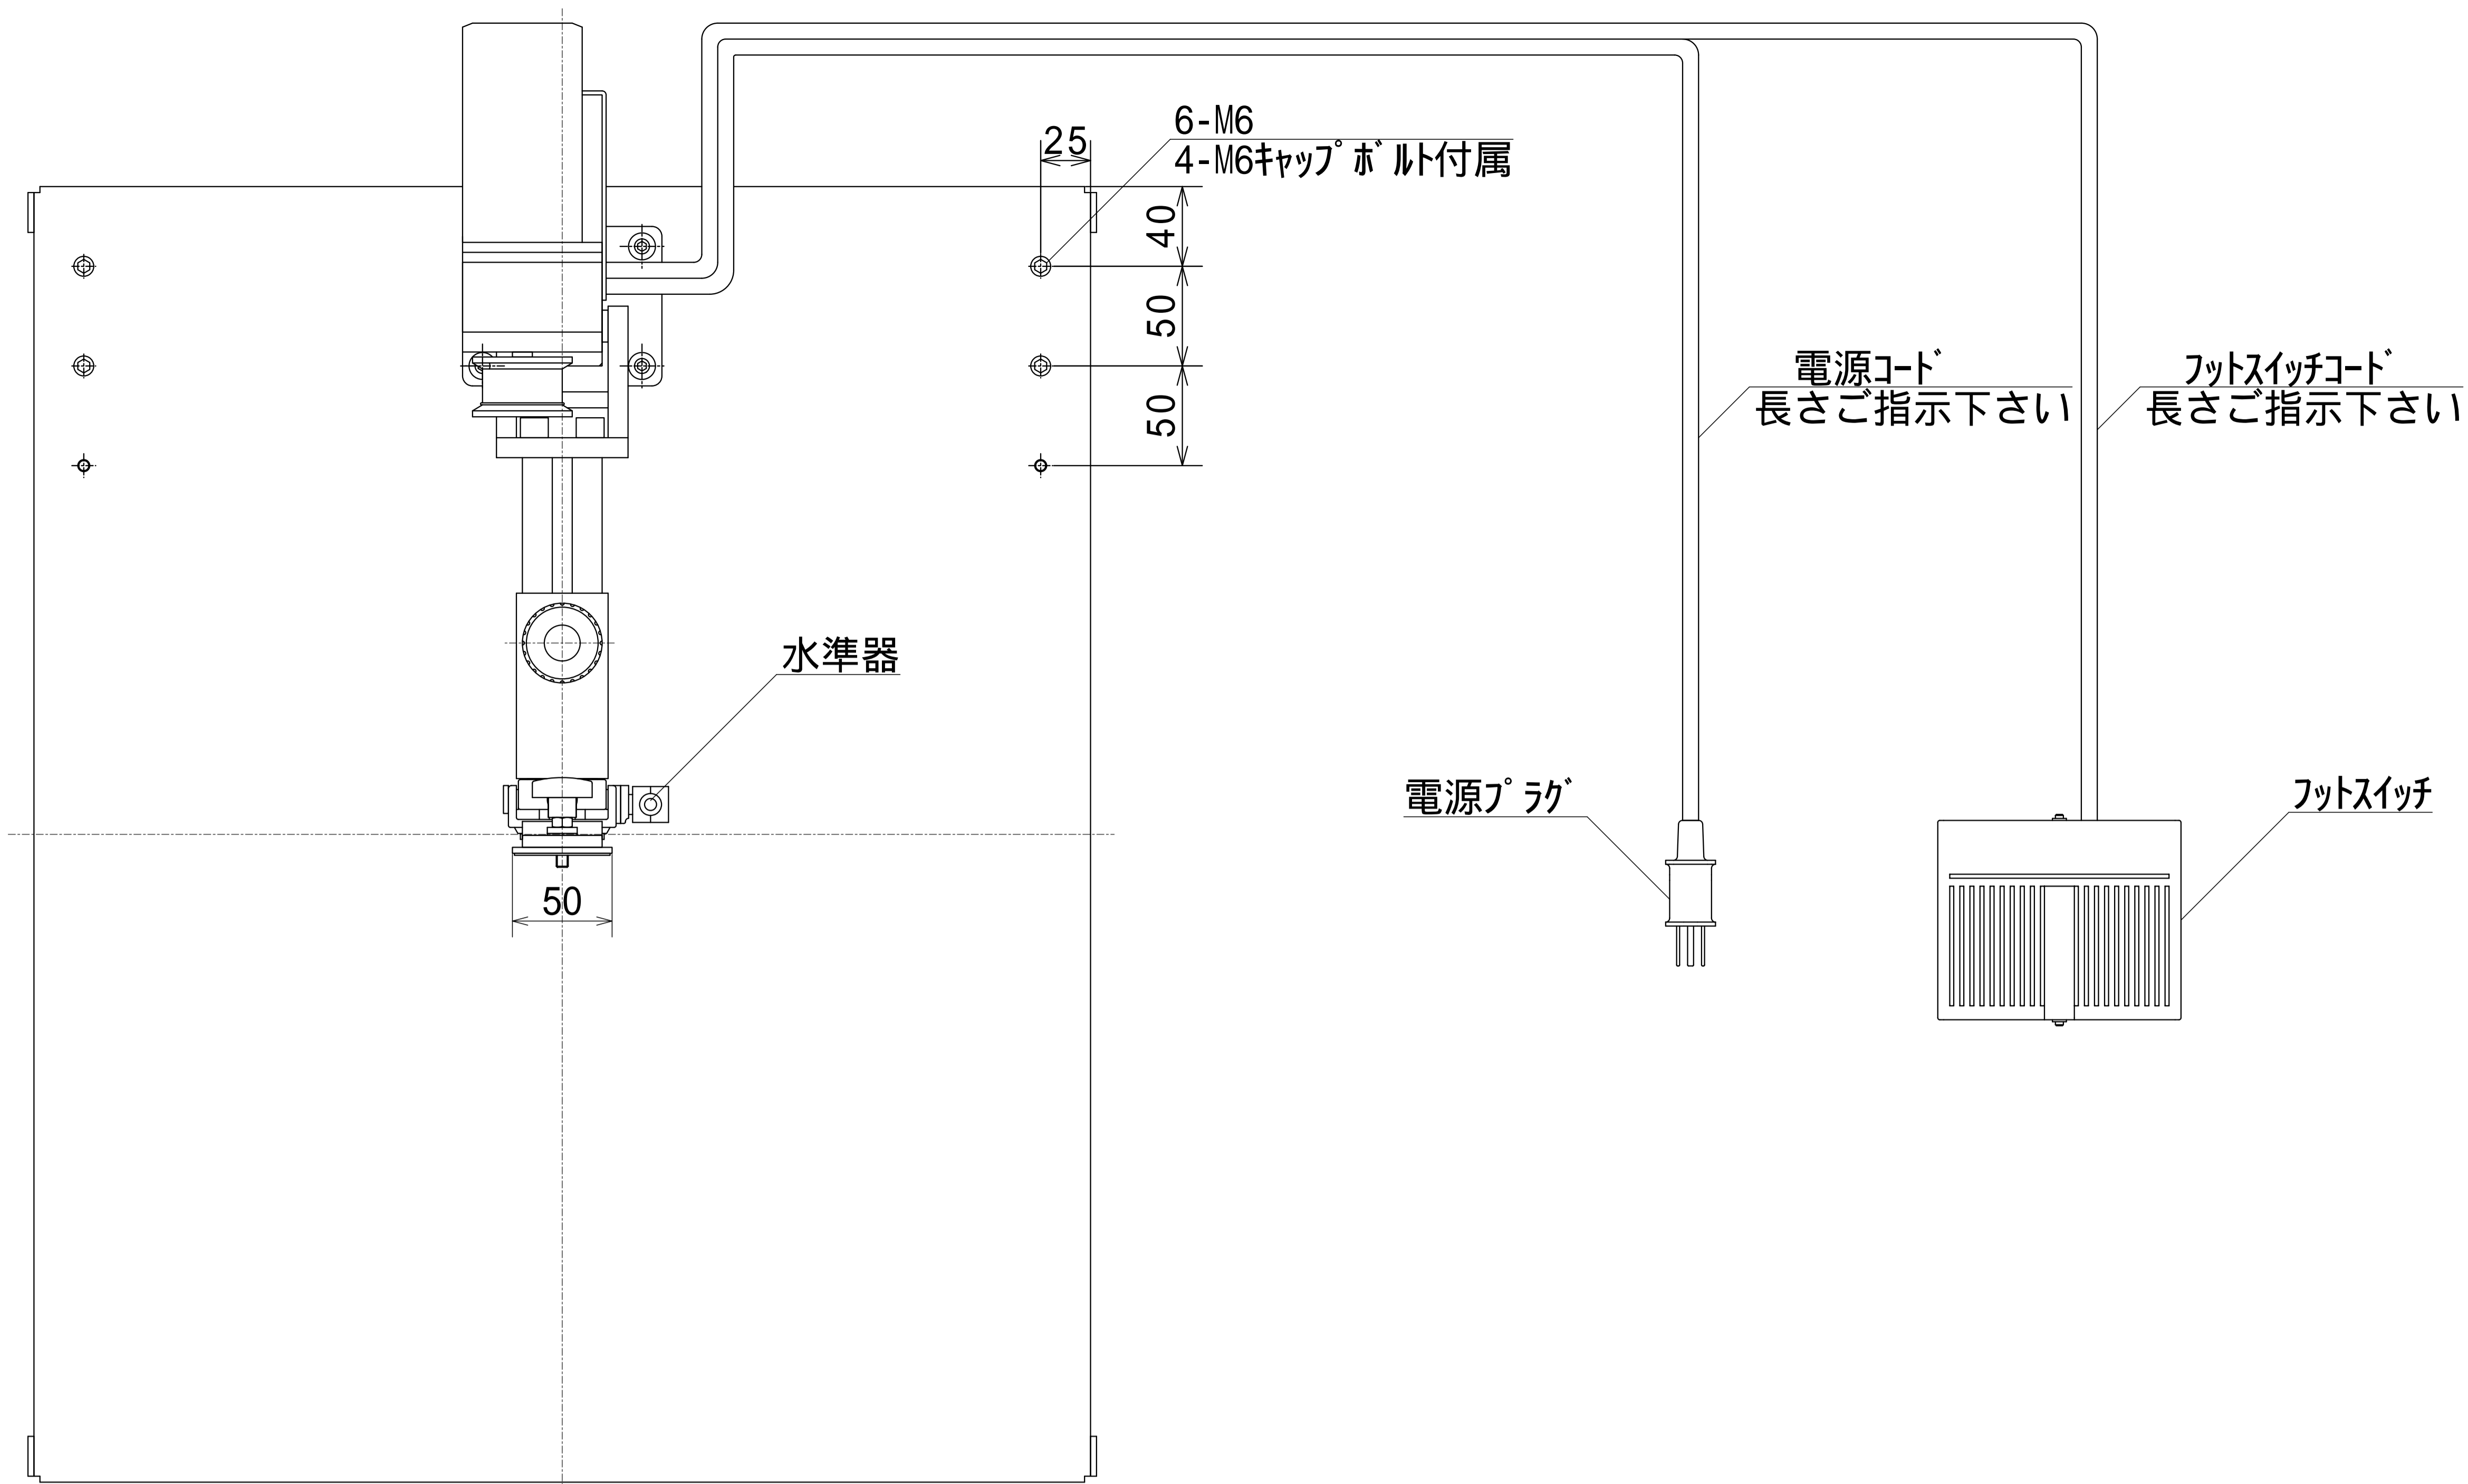 6-M6
4-M6ｷｬｯﾌﾟﾎﾞﾙﾄ付属
25
40
50
50
電源ｺｰﾄﾞ
長さご指示下さい
ﾌｯﾄｽｲｯﾁｺｰﾄﾞ
長さご指示下さい
水準器
電源ﾌﾟﾗｸﾞ
ﾌｯﾄｽｲｯﾁ
50